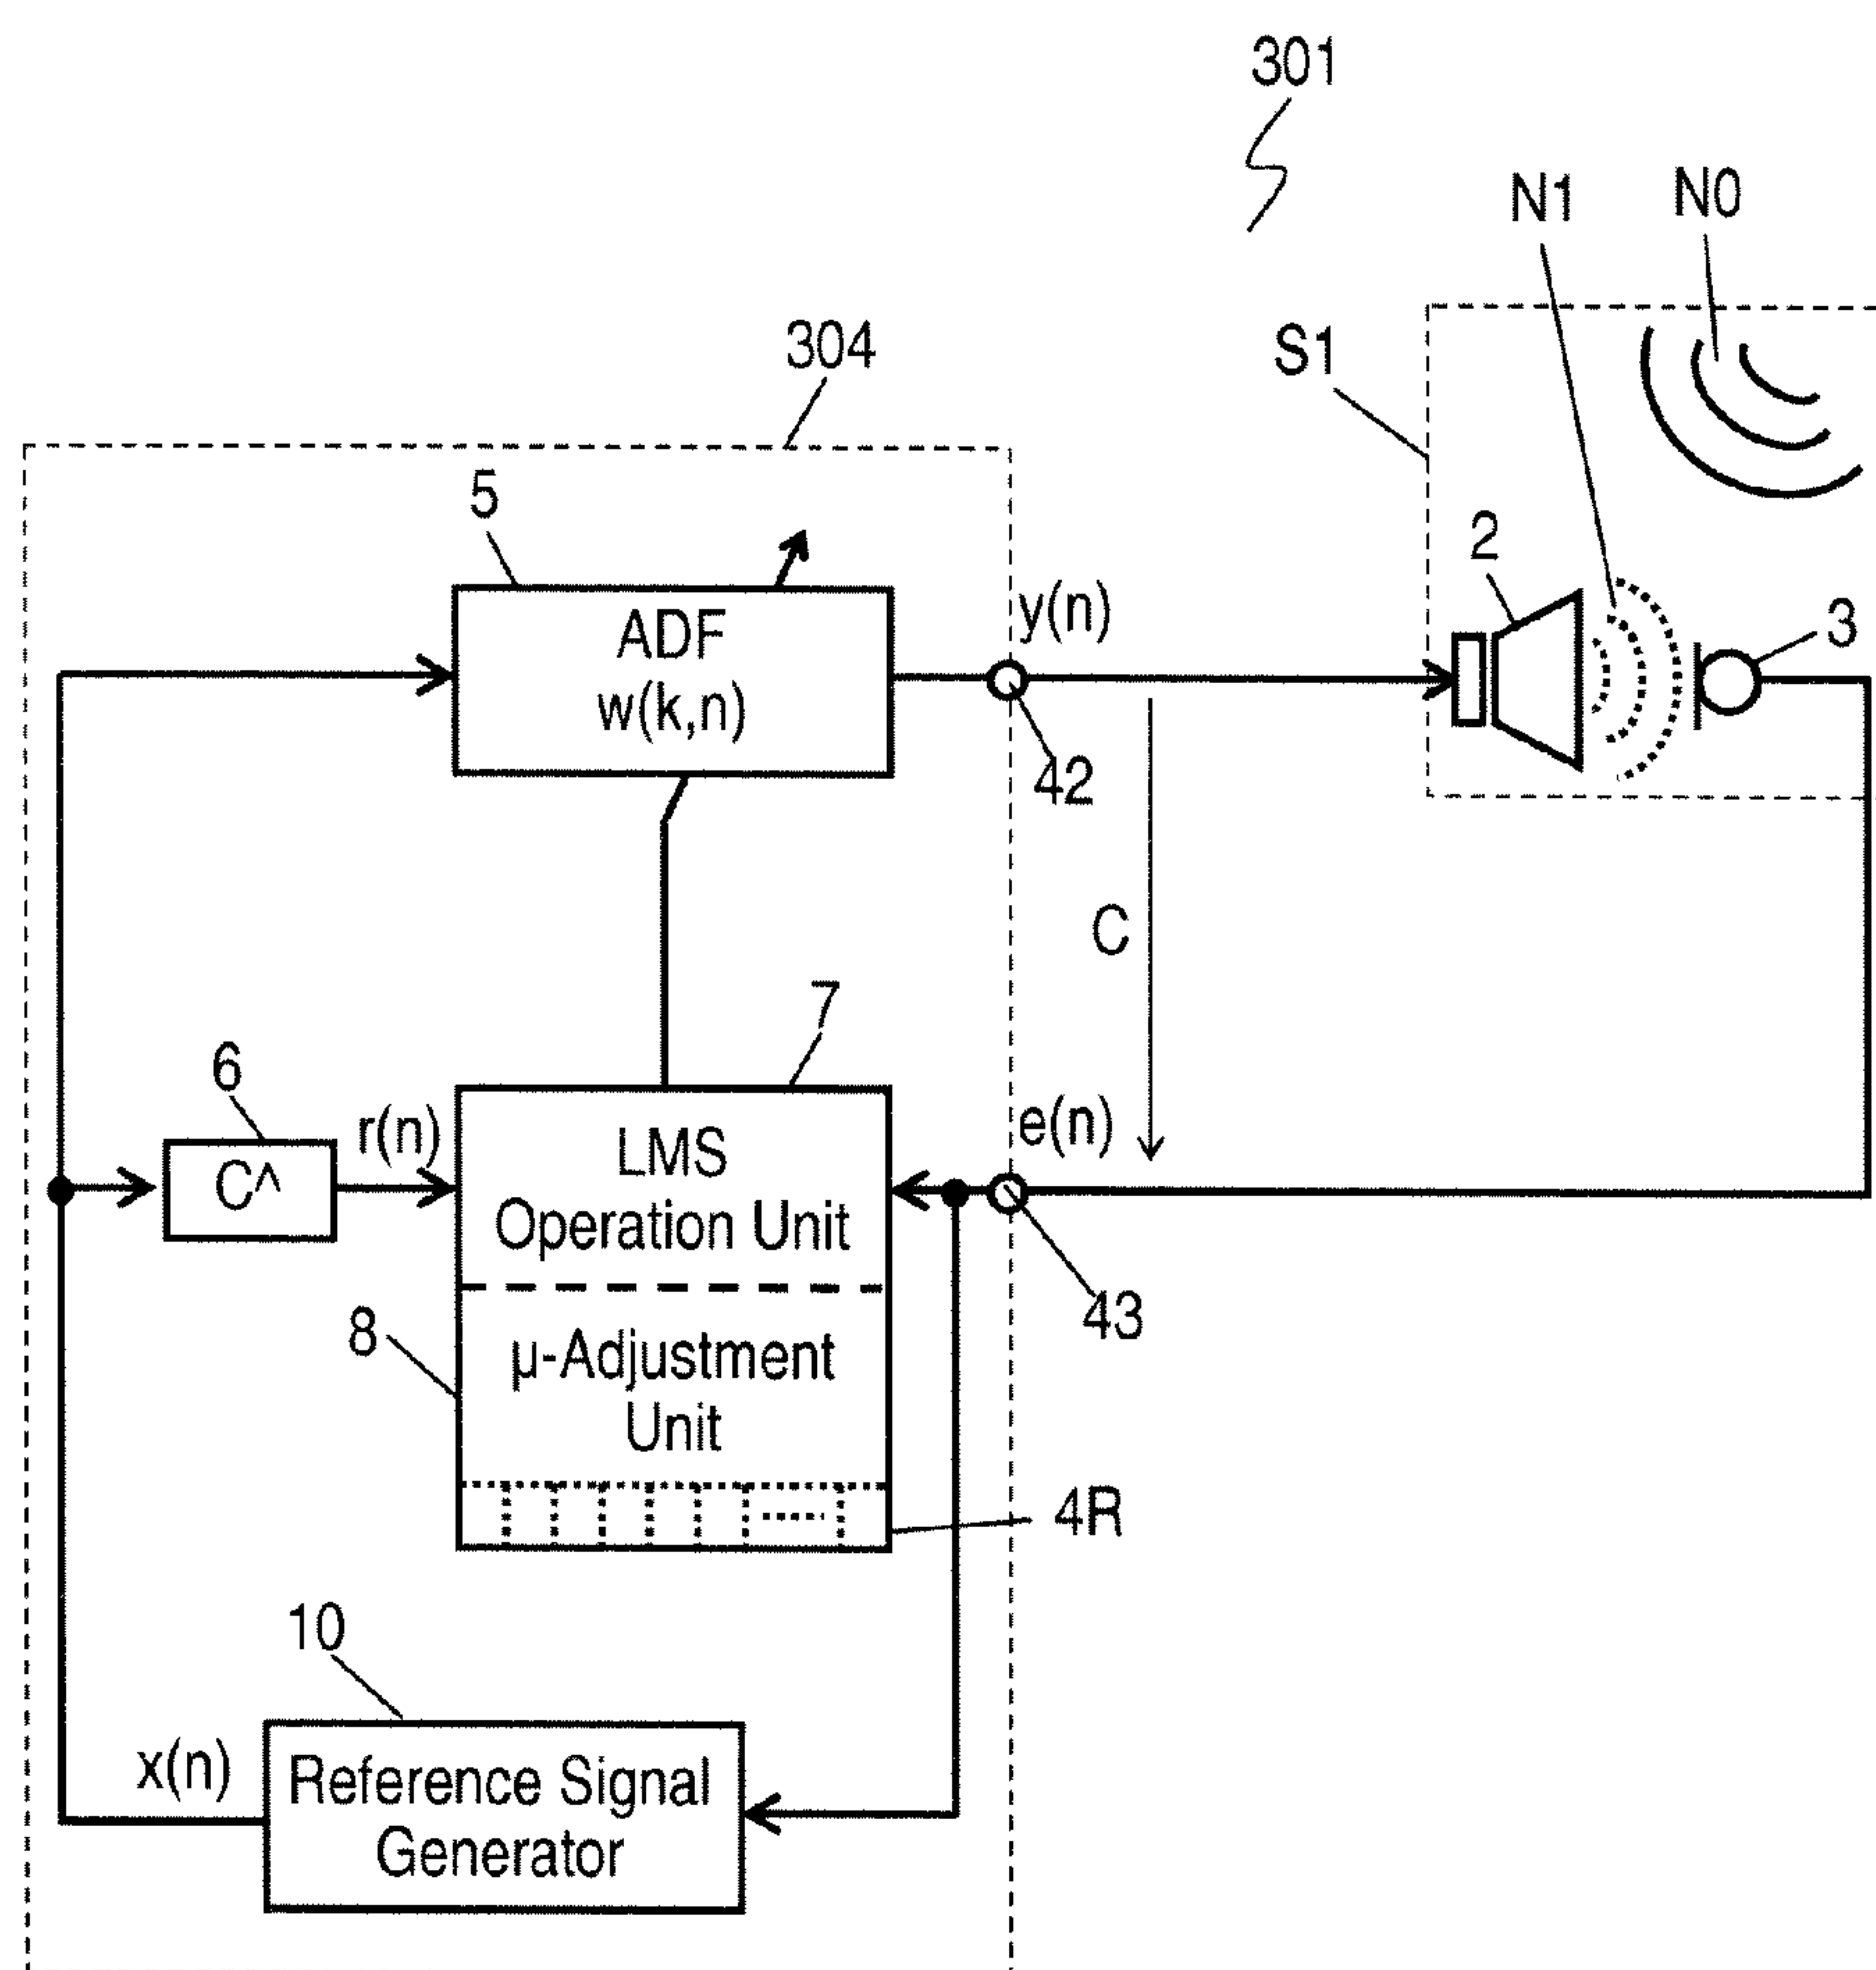 301
N1
N0
304
S1
5
2
ADF
w(k,n)
y(n)
3
42
C
7
6
r(n)
e(n)
C^
LMS
Operation Unit
8
43
μ-Adjustment
Unit
4R
10
x(n)
Reference Signal
Generator